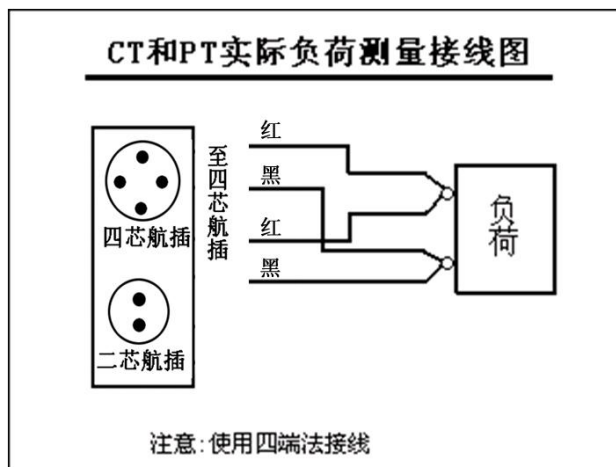 CT和PT实际负荷测量接线图
四芯航插
二芯航插
至四芯航插
红
黑
红
黑
负荷
注意:使用四端法接线